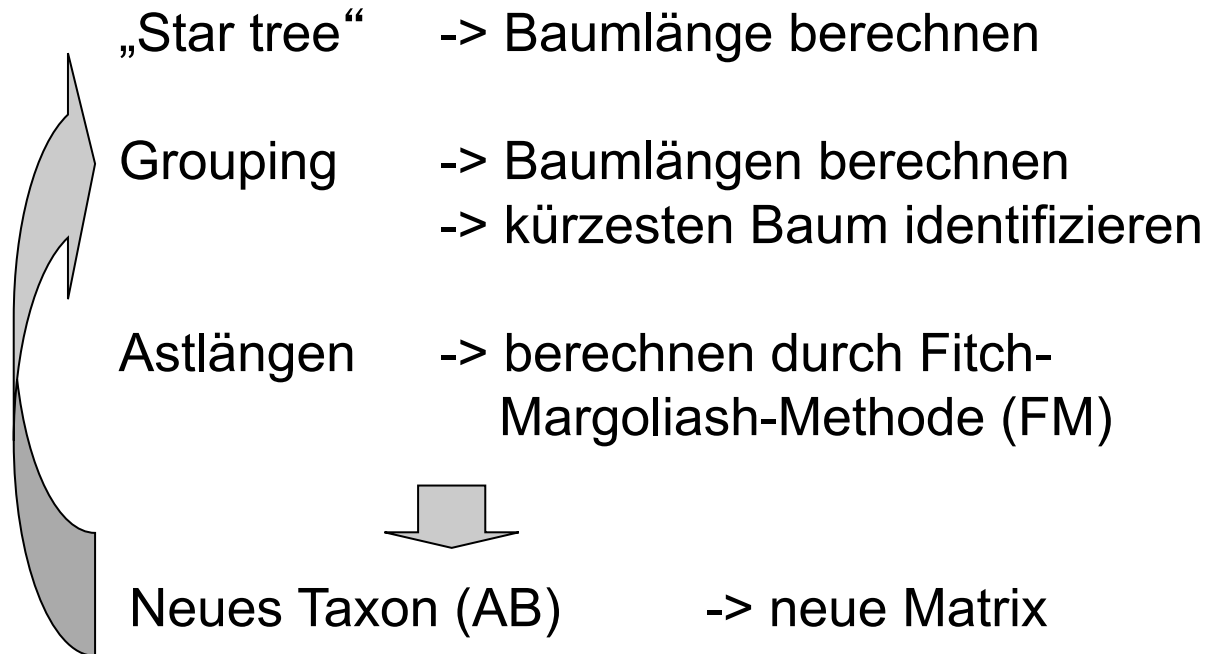 „Star tree“ -> Baumlänge berechnen
Grouping -> Baumlängen berechnen
-> kürzesten Baum identifizieren
Astlängen -> berechnen durch Fitch-
Margoliash-Methode (FM)
Neues Taxon (AB) -> neue Matrix